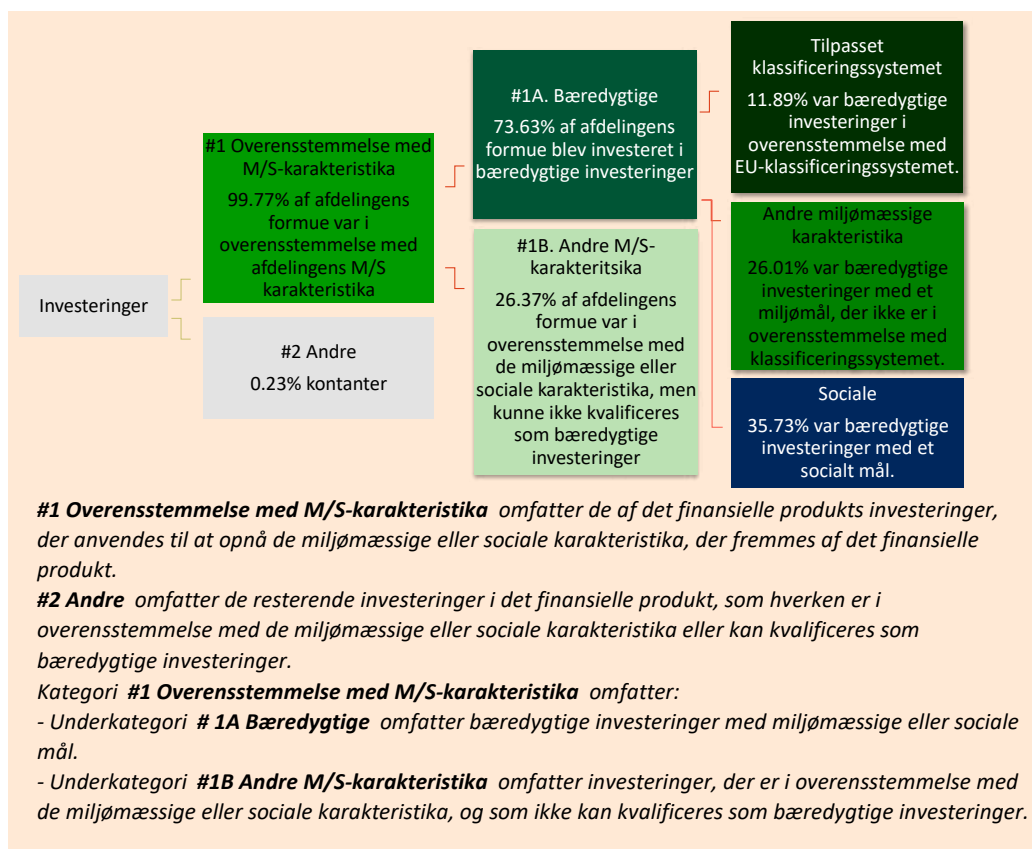 Investeringer
#1 Overensstemmelse med
M/S-karakteristika
99.77% af afdelingens
formue var i
overensstemmelse med
afdelingens M/S
karakteristika
#2 Andre
0.23% kontanter
#1A. Bæredygtige
73.63% af afdelingens
formue blev investeret i
bæredygtige investeringer
#1B. Andre M/S-
karakteritsika
26.37% af afdelingens
formue var i
overensstemmelse med
de miljømæssige eller
sociale karakteristika, men
kunne ikke kvalificeres
som bæredygtige
investeringer
Tilpasset
klassificeringssystemet
11.89% var bæredygtige
investeringer i
overensstemmelse med
EU-klassificeringssystemet.
Andre miljømæssige
karakteristika
26.01% var bæredygtige
investeringer med et
miljømål, der ikke er i
overensstemmelse med
klassificeringssystemet.
Sociale
35.73% var bæredygtige
investeringer med et
socialt mål.
#1 Overensstemmelse med M/S-karakteristika omfatter de af det finansielle produkts investeringer,
der anvendes til at opnå de miljømæssige eller sociale karakteristika, der fremmes af det finansielle
produkt.
#2 Andre omfatter de resterende investeringer i det finansielle produkt, som hverken er i
overensstemmelse med de miljømæssige eller sociale karakteristika eller kan kvalificeres som
bæredygtige investeringer.
Kategori #1 Overensstemmelse med M/S-karakteristika omfatter:
- Underkategori # 1A Bæredygtige omfatter bæredygtige investeringer med miljømæssige eller sociale
mål.
- Underkategori #1B Andre M/S-karakteristika omfatter investeringer, der er i overensstemmelse med
de miljømæssige eller sociale karakteristika, og som ikke kan kvalificeres som bæredygtige investeringer.